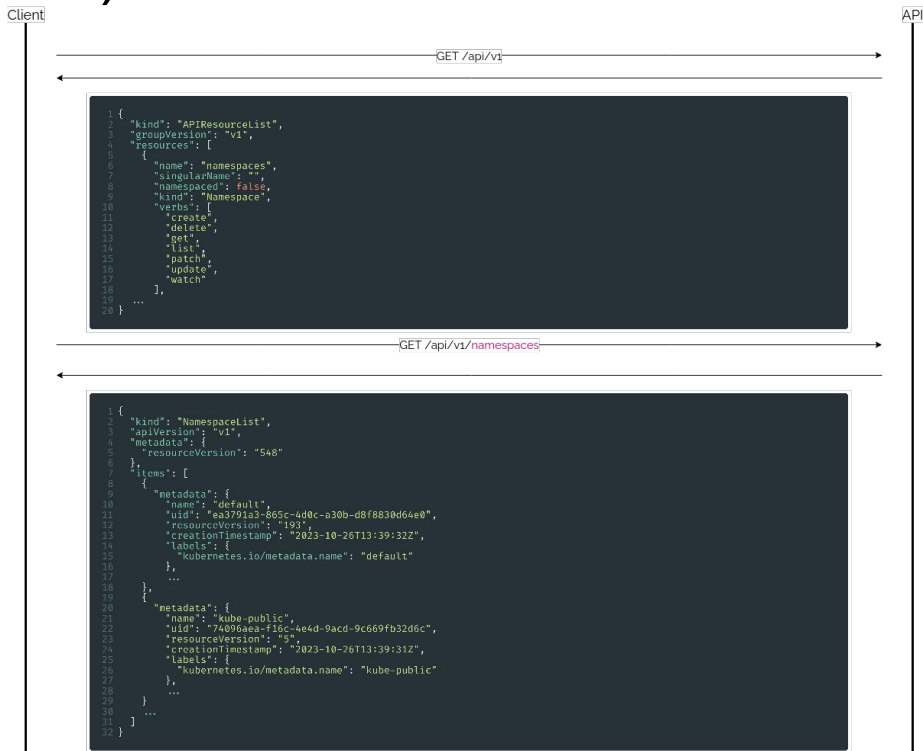 Client
API
GET /api/v1
1 {
2 "kind": "APIResourceList",
3 "groupVersion": "v1",
4 "resources": [
5 {
6 "name": "namespaces",
7 "singularName": "",
8 "namespaced": false,
9 "kind": "Namespace",
10 "verbs": [
11 "create",
12 "delete",
13 "get",
14 "list",
15 "patch",
16 "update",
17 "watch"
18 ],
19 ...
20 }
GET /api/v1/namespaces
1 {
2 "kind": "NamespaceList",
3 "apiVersion": "v1",
4 "metadata": {
5 "resourceVersion": "548"
6 },
7 "items": [
8 {
9 "metadata": {
10 "name": "default",
11 "uid": "ea3791a3-865c-4d0c-a30b-d8f8830d64e0",
12 "resourceVersion": "193",
13 "creationTimestamp": "2023-10-26T13:39:32Z",
14 "labels": {
15 "kubernetes.io/metadata.name": "default"
16 },
17 ...
18 },
19 {
20 "metadata": {
21 "name": "kube-public",
22 "uid": "74096aea-f16c-4e4d-9acd-9c669fb32d6c",
23 "resourceVersion": "5",
24 "creationTimestamp": "2023-10-26T13:39:31Z",
25 "labels": {
26 "kubernetes.io/metadata.name": "kube-public"
27 },
28 ...
29 }
30 ...
31 ]
32 }